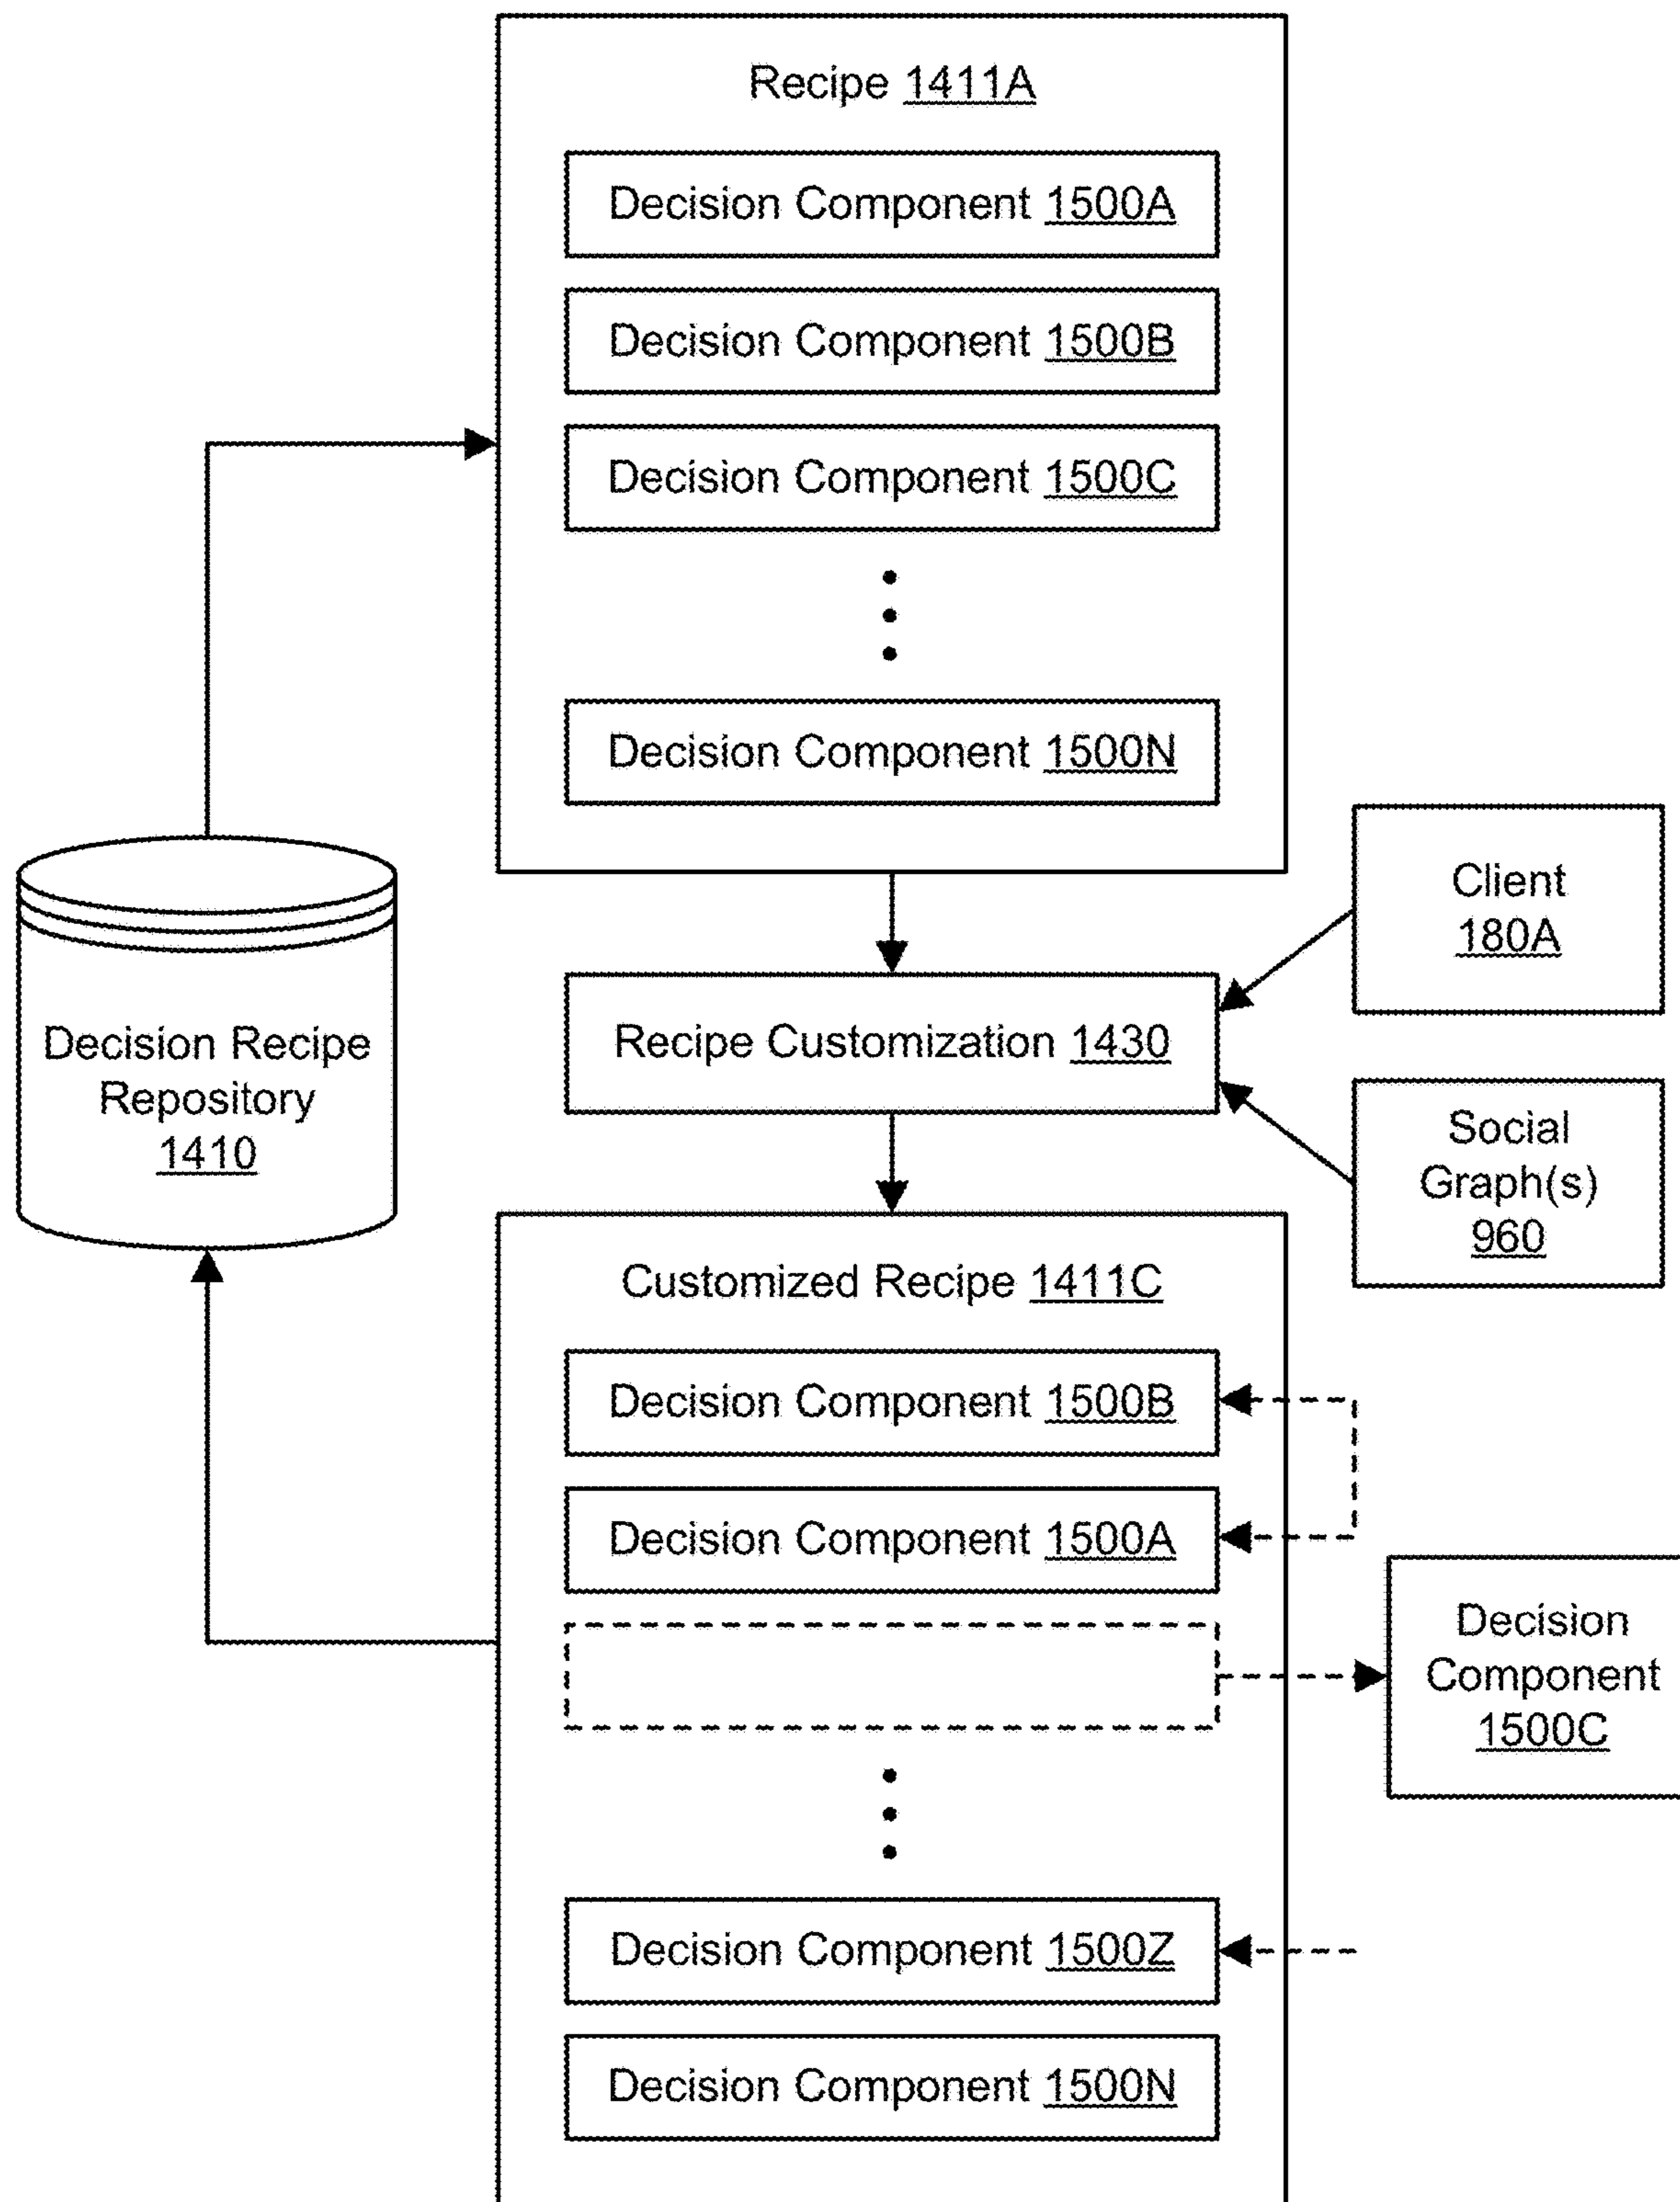 Recipe 1411A
Decision Component 1500A
Decision Component 1500B
Decision Component 1500C
Decision Component 1500N
Client
180A
Decision Recipe
Repository
1410
Recipe Customization 1430
Social
Graph(s)
960
Customized Recipe 1411C
Decision Component 1500B
Decision Component 1500A
Decision
Component
1500C
Decision Component 1500Z
Decision Component 1500N